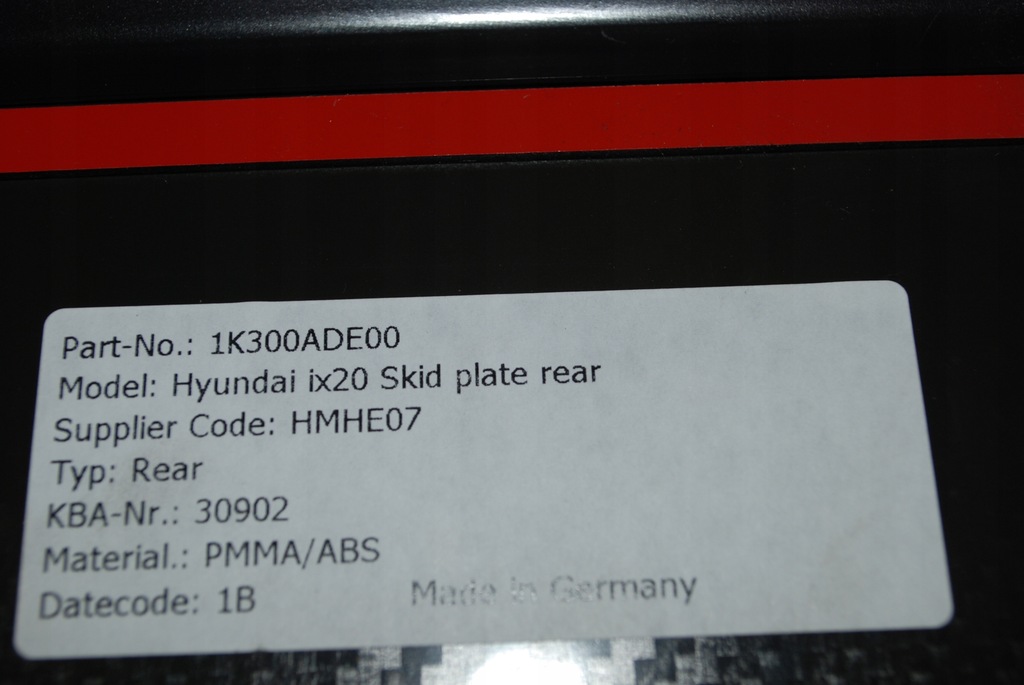 Part-No.: 1K300ADE00
Model: Hyundai ix20 Skid plate rear
Supplier Code: HMHE07
Typ: Rear
KBA-Nr.: 30902
Material.: PMMA/ABS
Datecode: 1B Made in Germany